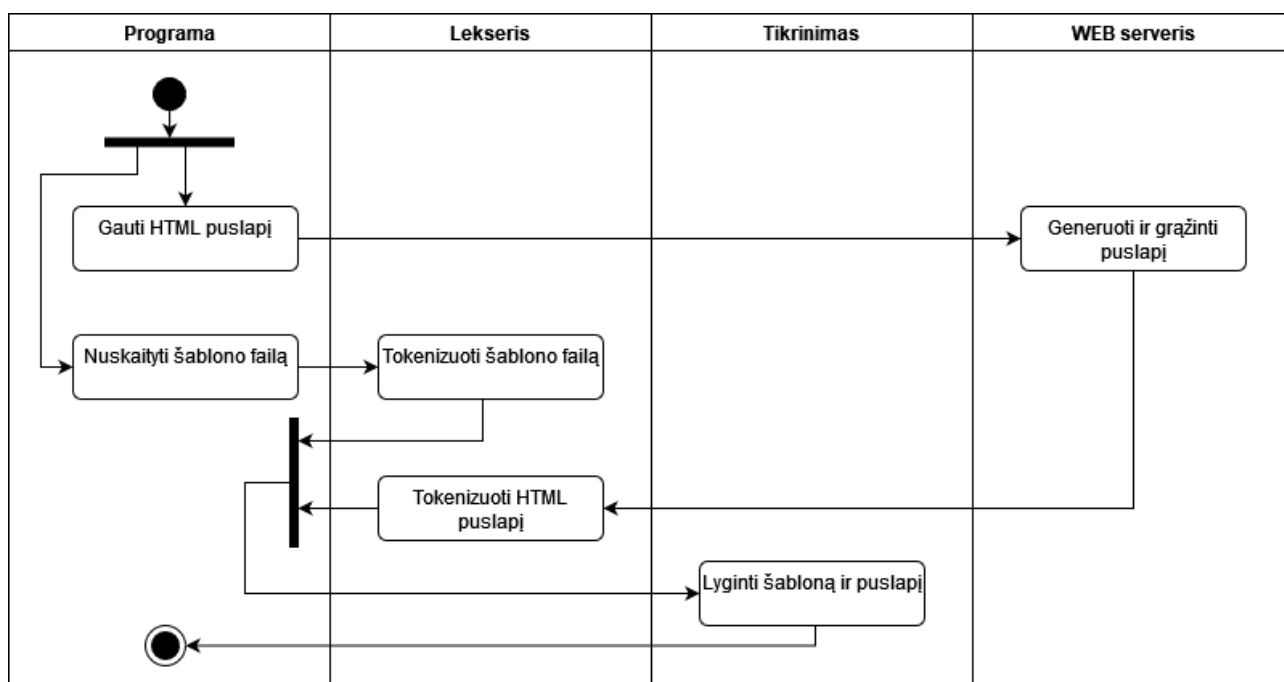 Programa
Lekseris
Tikrinimas
WEB serveris
Gauti HTML puslapį
Generuoti ir grąžinti
puslapį
Nuskaityti šablono failą
Tokenizuoti šablono failą
Tokenizuoti HTML
puslapį
Lyginti šabloną ir puslapį